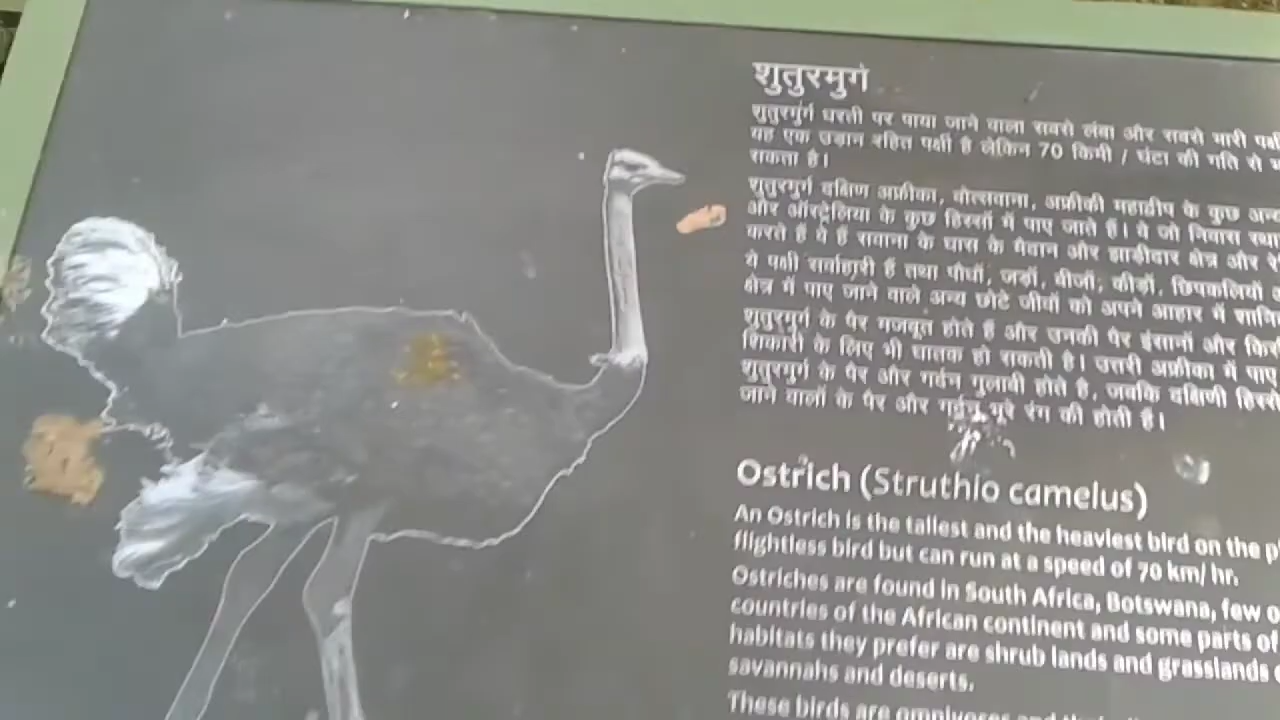 शुतुरमुर्ग
शुतुरमुर्ग धरती पर पाया जाने वाला सबसे लंबा और सबसे भारी पक्षी
यह एक उड़ान रहित पक्षी है लेकिन 70 किमी / घंटा की गति से
सकता है।
शुतुरमुर्ग दक्षिण अफ्रीका, बोत्सवाना, अफ्रीकी महाद्वीप के कुछ अन्य
और ऑस्ट्रेलिया के कुछ हिस्सों में पाए जाते हैं। ये जो निवास स्था
करते हैं वे हैं सवाना के घास के मैदान और झाड़ीदार क्षेत्र और
ये पक्षी सर्वाहारी हैं तथा पौधों, जड़ों, बीजों, कीड़ों, छिपकलियों
क्षेत्र में पाए जाने वाले अन्य छोटे जीवों को अपने आहार में शामि
शुतुरमुर्ग के पैर मजबूत होते हैं और उनकी पैर इंसानों और किसी
शिकारी के लिए भी घातक हो सकती है। उत्तरी अफ्रीका में पाए
शुतुरमुर्ग के पैर और गर्दन गुलाबी होते है, जबकि दक्षिणी हिस्से
जाने वालों के पैर और गर्दन भूरे रंग की होती है।
Ostrich (Struthio camelus)
An Ostrich is the tallest and the heaviest bird on the pl
flightless bird but can run at a speed of 70 km/ hr.
Ostriches are found in South Africa, Botswana, few o
countries of the African continent and some parts of
habitats they prefer are shrub lands and grasslands
savannahs and deserts.
These birds are omnivores and